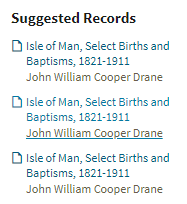 Suggested Records
Isle of Man, Select Births and
Baptisms, 1821-1911
John William Cooper Drane
Isle of Man, Select Births and
Baptisms, 1821-1911
John William Cooper Drane
Isle of Man, Select Births and
Baptisms, 1821-1911
John William Cooper Drane